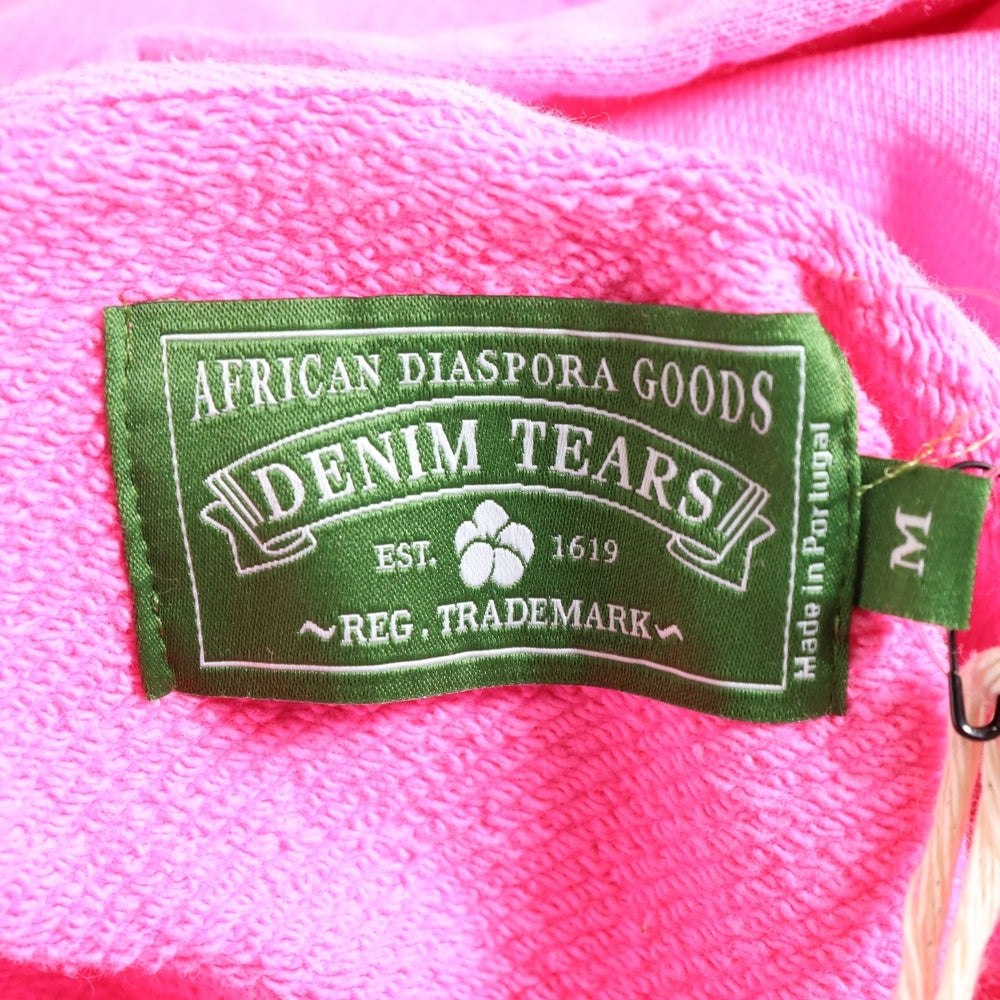 AFRICAN DIASPORA GOODS
DENIM TEARS
EST. 1619
~REG. TRADEMARK~
Made in Portugal
M